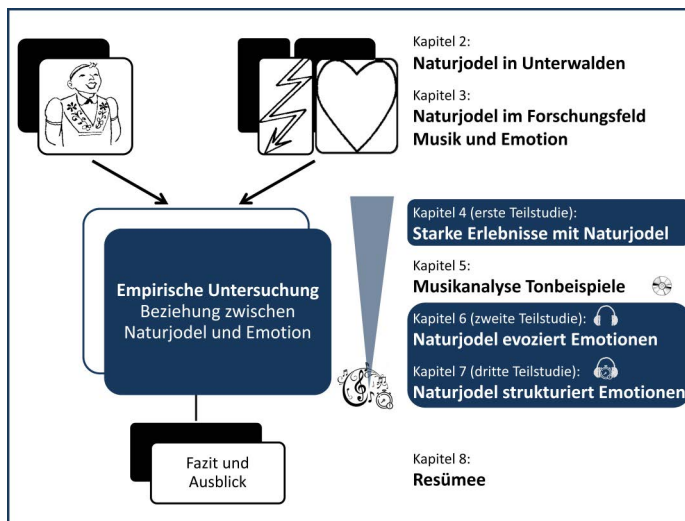 Kapitel 2:
Naturjodel in Unterwalden
Kapitel 3:
Naturjodel im Forschungsfeld
Musik und Emotion
Kapitel 4 (erste Teilstudie):
Starke Erlebnisse mit Naturjodel
Kapitel 5:
Musikanalyse Tonbeispiele
Empirische Untersuchung
Beziehung zwischen
Naturjodel und Emotion
Kapitel 6 (zweite Teilstudie):
Naturjodel evoziert Emotionen
Kapitel 7 (dritte Teilstudie):
Naturjodel strukturiert Emotionen
Fazit und
Ausblick
Kapitel 8:
Resümee